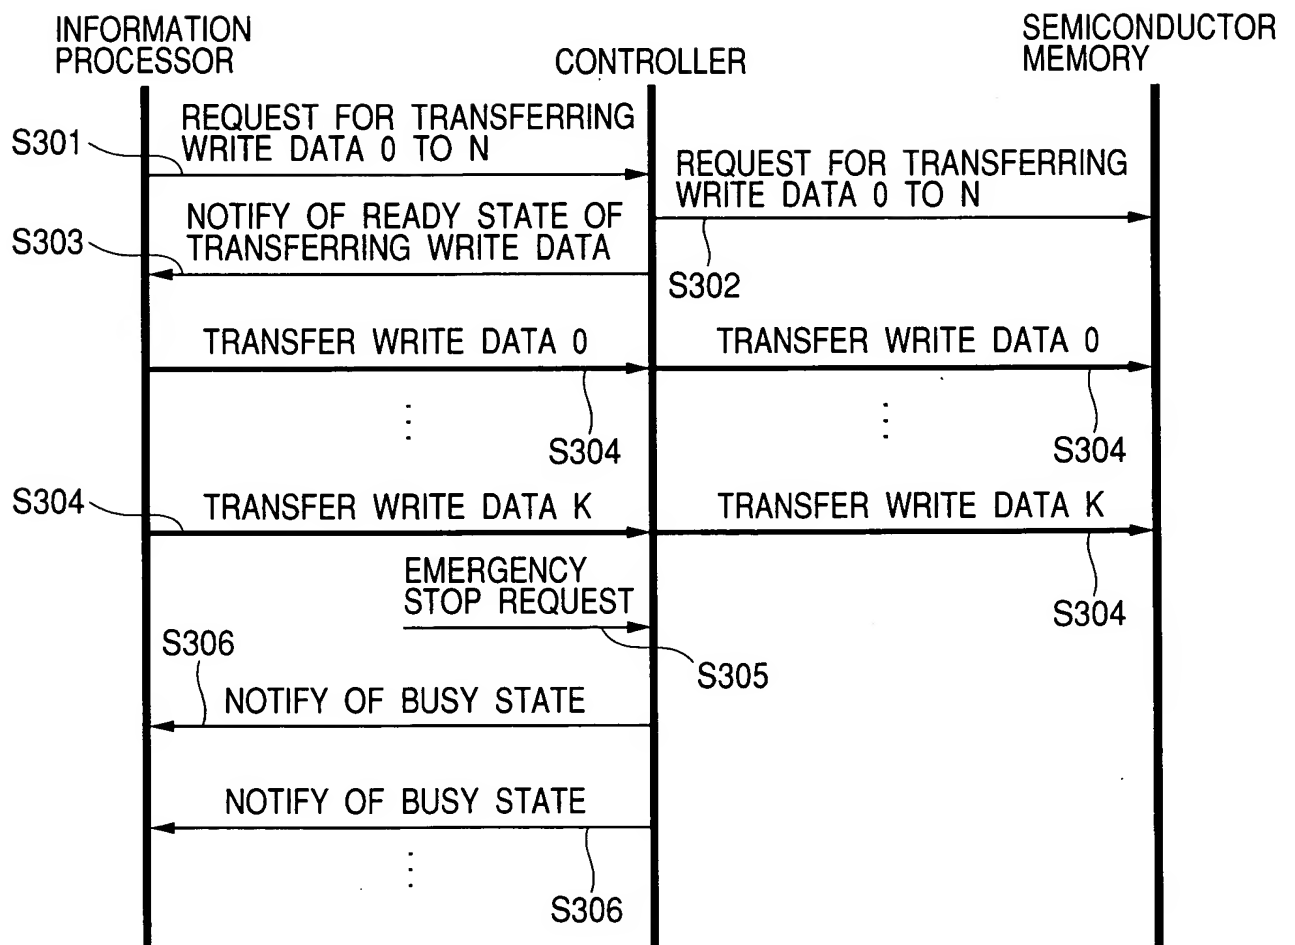 INFORMATION
PROCESSOR
CONTROLLER
SEMICONDUCTOR
MEMORY
S301
REQUEST FOR TRANSFERRING
WRITE DATA 0 TO N
REQUEST FOR TRANSFERRING
WRITE DATA 0 TO N
S302
S303
NOTIFY OF READY STATE OF
TRANSFERRING WRITE DATA
TRANSFER WRITE DATA 0
TRANSFER WRITE DATA 0
S304
S304
S304
TRANSFER WRITE DATA K
TRANSFER WRITE DATA K
S304
EMERGENCY
STOP REQUEST
S305
S306
NOTIFY OF BUSY STATE
NOTIFY OF BUSY STATE
S306